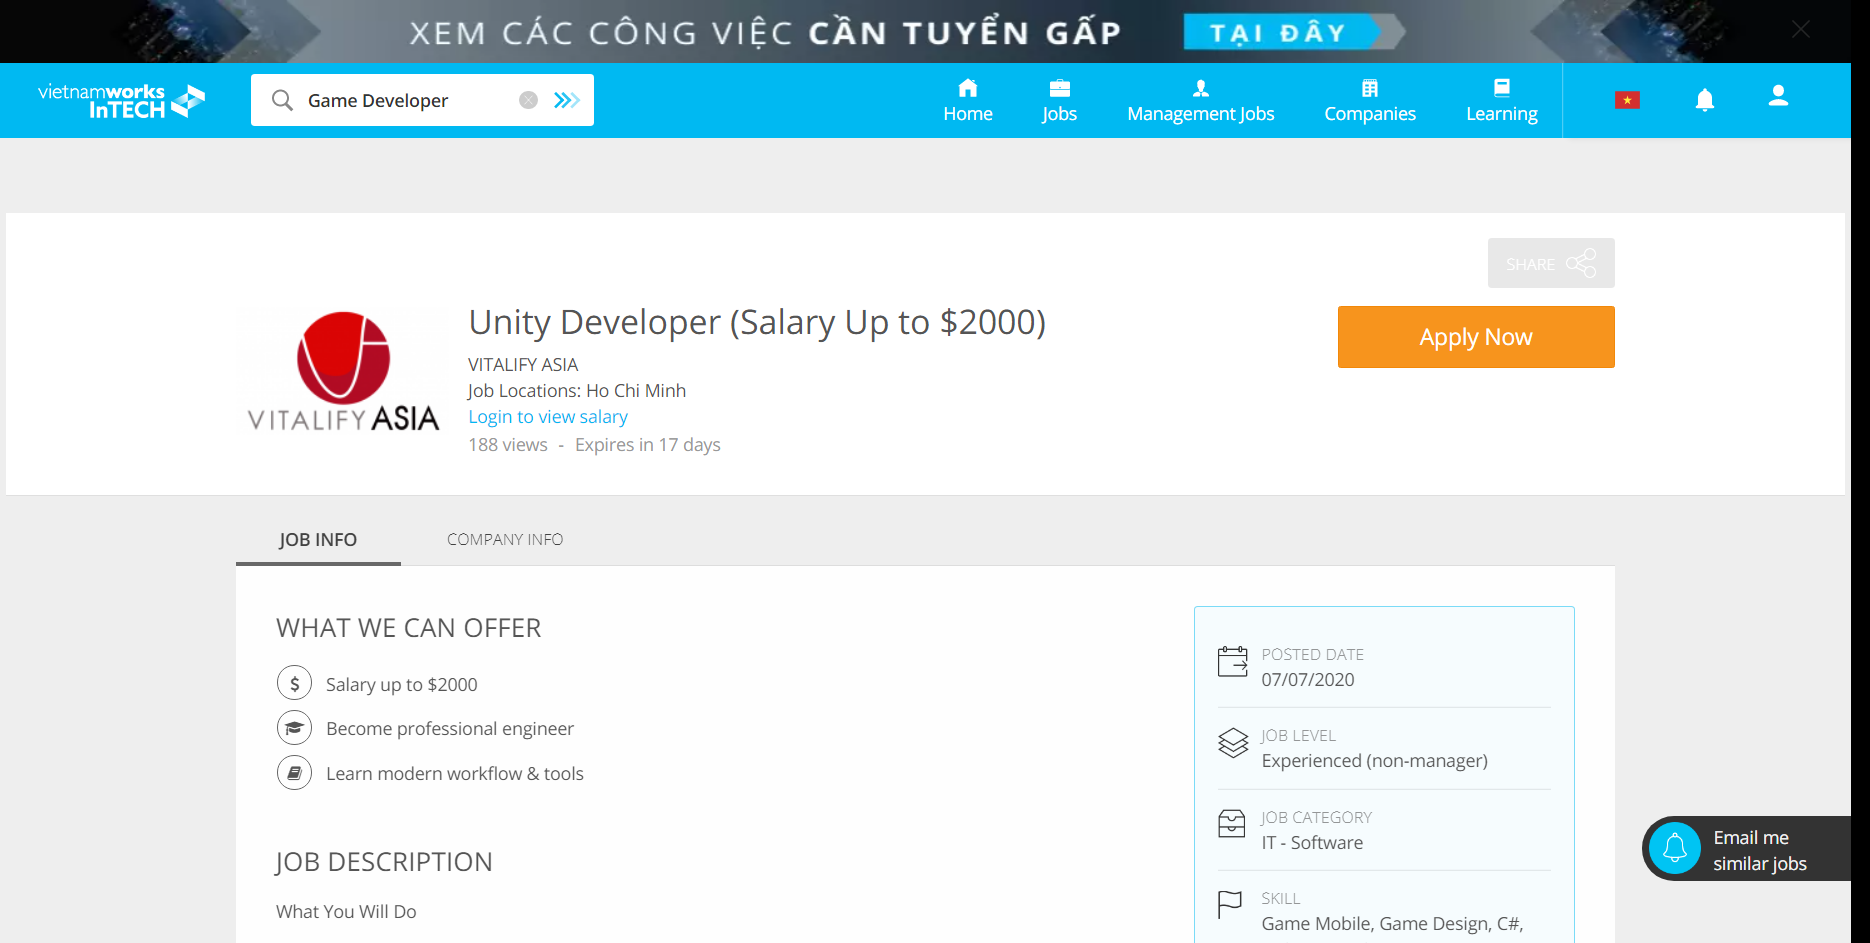 XEM CÁC CÔNG VIỆC CẦN TUYỂN GẤP TẠI ĐÂY
vietnamworks
InTECH
Game Developer
Home
Jobs
Management Jobs
Companies
Learning
SHARE
Unity Developer (Salary Up to $2000)
Apply Now
VITALIFY ASIA
VITALIFY ASIA
Job Locations: Ho Chi Minh
Login to view salary
188 views - Expires in 17 days
JOB INFO
COMPANY INFO
WHAT WE CAN OFFER
Salary up to $2000
Become professional engineer
Learn modern workflow & tools
JOB DESCRIPTION
What You Will Do
POSTED DATE
07/07/2020
JOB LEVEL
Experienced (non-manager)
JOB CATEGORY
IT - Software
SKILL
Game Mobile, Game Design, C#,
Email me
similar jobs